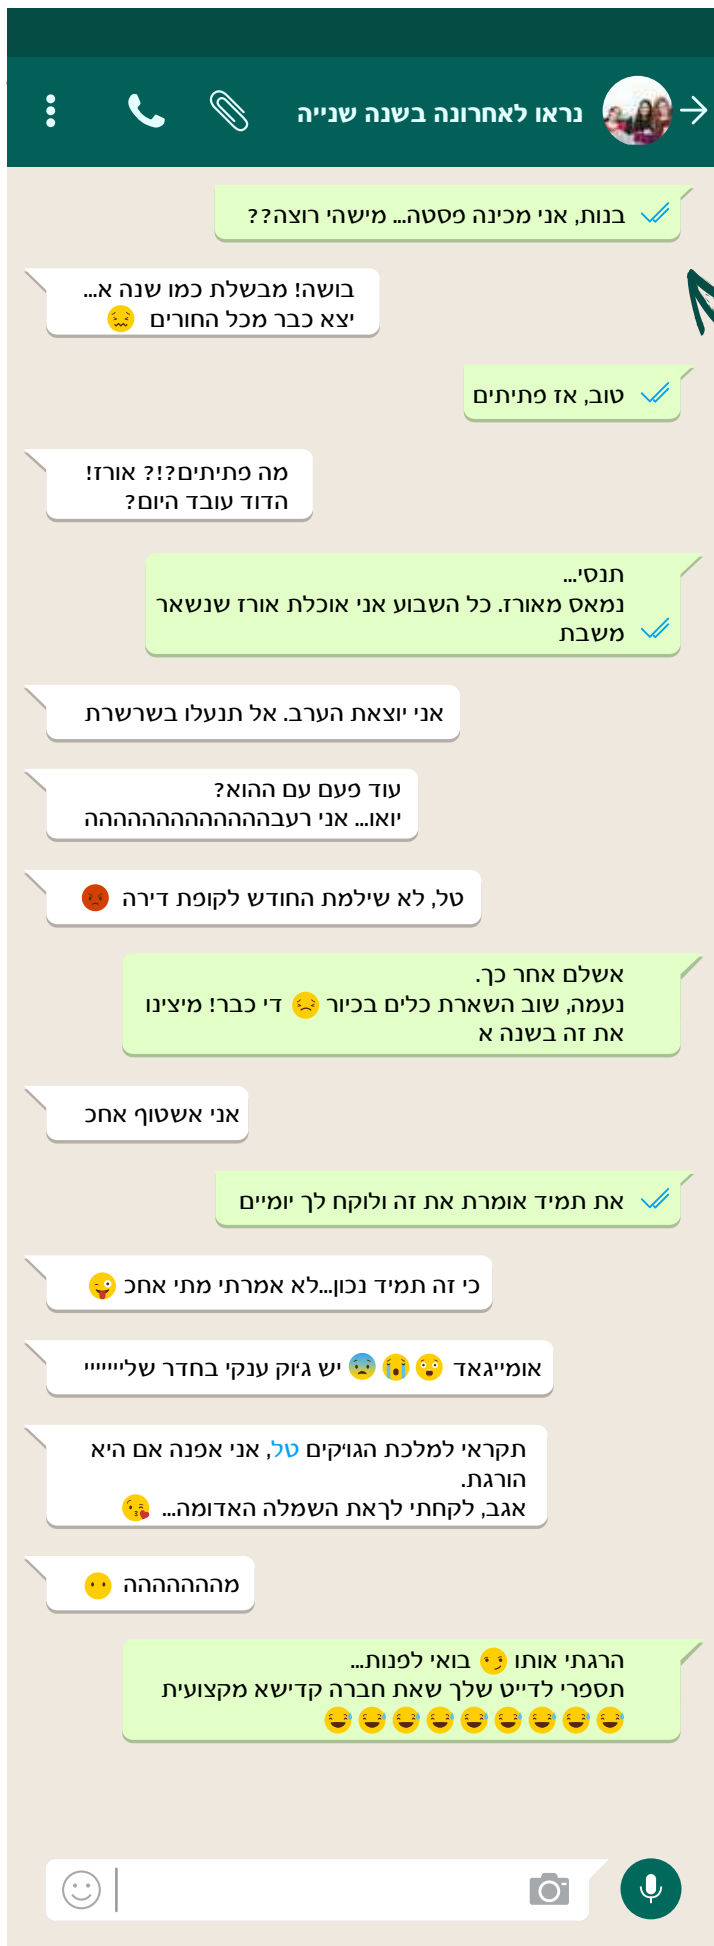 נראו לאחרונה בשנה שנייה
בנות, אני מכינה פסטה... מישהי רוצה??
בושה! מבשלת כמו שנה א...
יצא כבר מכל החורים 😖
טוב, אז פתיתים
מה פתיתים?!? אורז!
הדוד עובד היום?
תנסי...
נמאס מאורז. כל השבוע אני אוכלת אורז שנשאר
משבת
אני יוצאת הערב. אל תנעלו בשרשרת
עוד פעם עם ההוא?
יואו... אני רעבהההההההההההההה
טל, לא שילמת החודש לקופת דירה 😡
אשלם אחר כך.
נעמה, שוב השארת כלים בכיור 😣 די כבר! מיצינו
את זה בשנה א
אני אשטוף אחכ
את תמיד אומרת את זה ולוקח לך יומיים
כי זה תמיד נכון...לא אמרתי מתי אחכ 😜
אומייגאד 😲😭😨 יש ג'וק ענקי בחדר שלייייייי
תקראי למלכת הגו'קים טל, אני אפנה אם היא
הורגת.
אגב, לקחתי לךאת השמלה האדומה... 😘
מהההההההה 😶
הרגתי אותו 😏 בואי לפנות...
תספרי לדייט שלך שאת חברה קדישא מקצועית
😅😅😅😅😅😅😅😅😅